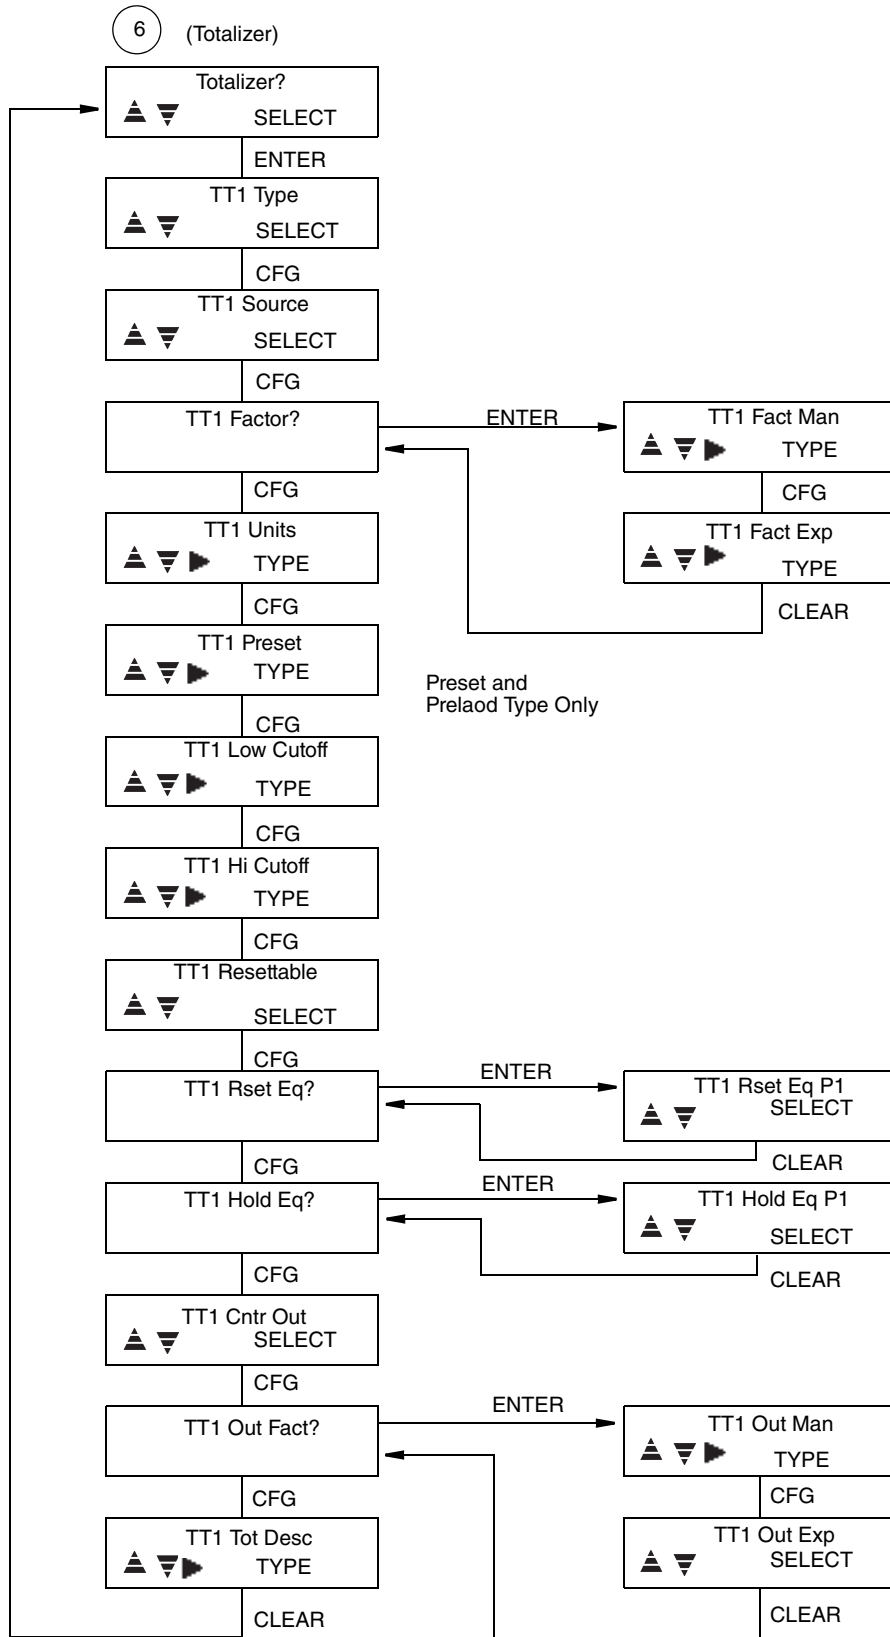 6 (Totalizer)
Totalizer?
SELECT
ENTER
TT1 Type
SELECT
CFG
TT1 Source
SELECT
CFG
TT1 Factor?
ENTER
TT1 Fact Man
TYPE
CFG
CFG
TT1 Units
TYPE
TT1 Fact Exp
TYPE
CFG
CLEAR
TT1 Preset
TYPE
Preset and
Prelaod Type Only
CFG
TT1 Low Cutoff
TYPE
CFG
TT1 Hi Cutoff
TYPE
CFG
TT1 Resettable
SELECT
CFG
TT1 Rset Eq?
ENTER
TT1 Rset Eq P1
SELECT
CLEAR
CFG
TT1 Hold Eq?
ENTER
TT1 Hold Eq P1
SELECT
CLEAR
CFG
TT1 Cntr Out
SELECT
CFG
TT1 Out Fact?
ENTER
TT1 Out Man
TYPE
CFG
CFG
TT1 Tot Desc
TYPE
TT1 Out Exp
SELECT
CLEAR
CLEAR